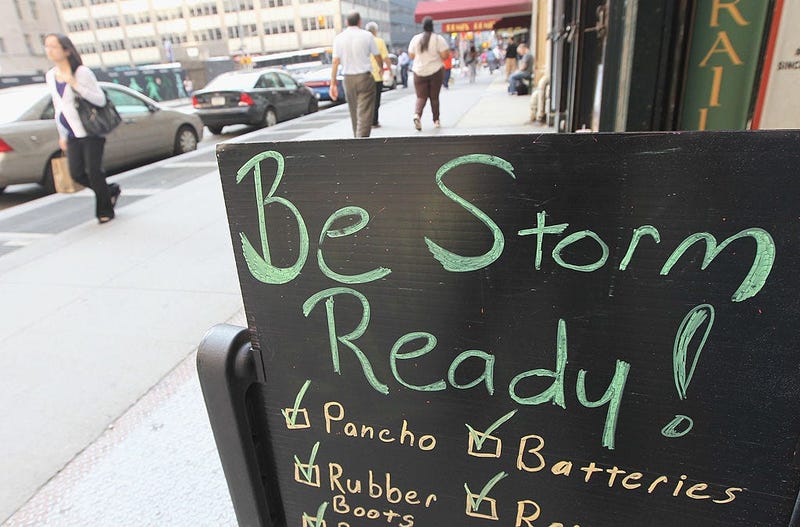 Be Storm
Ready!
Pancho
Batteries
Rubber
Boots